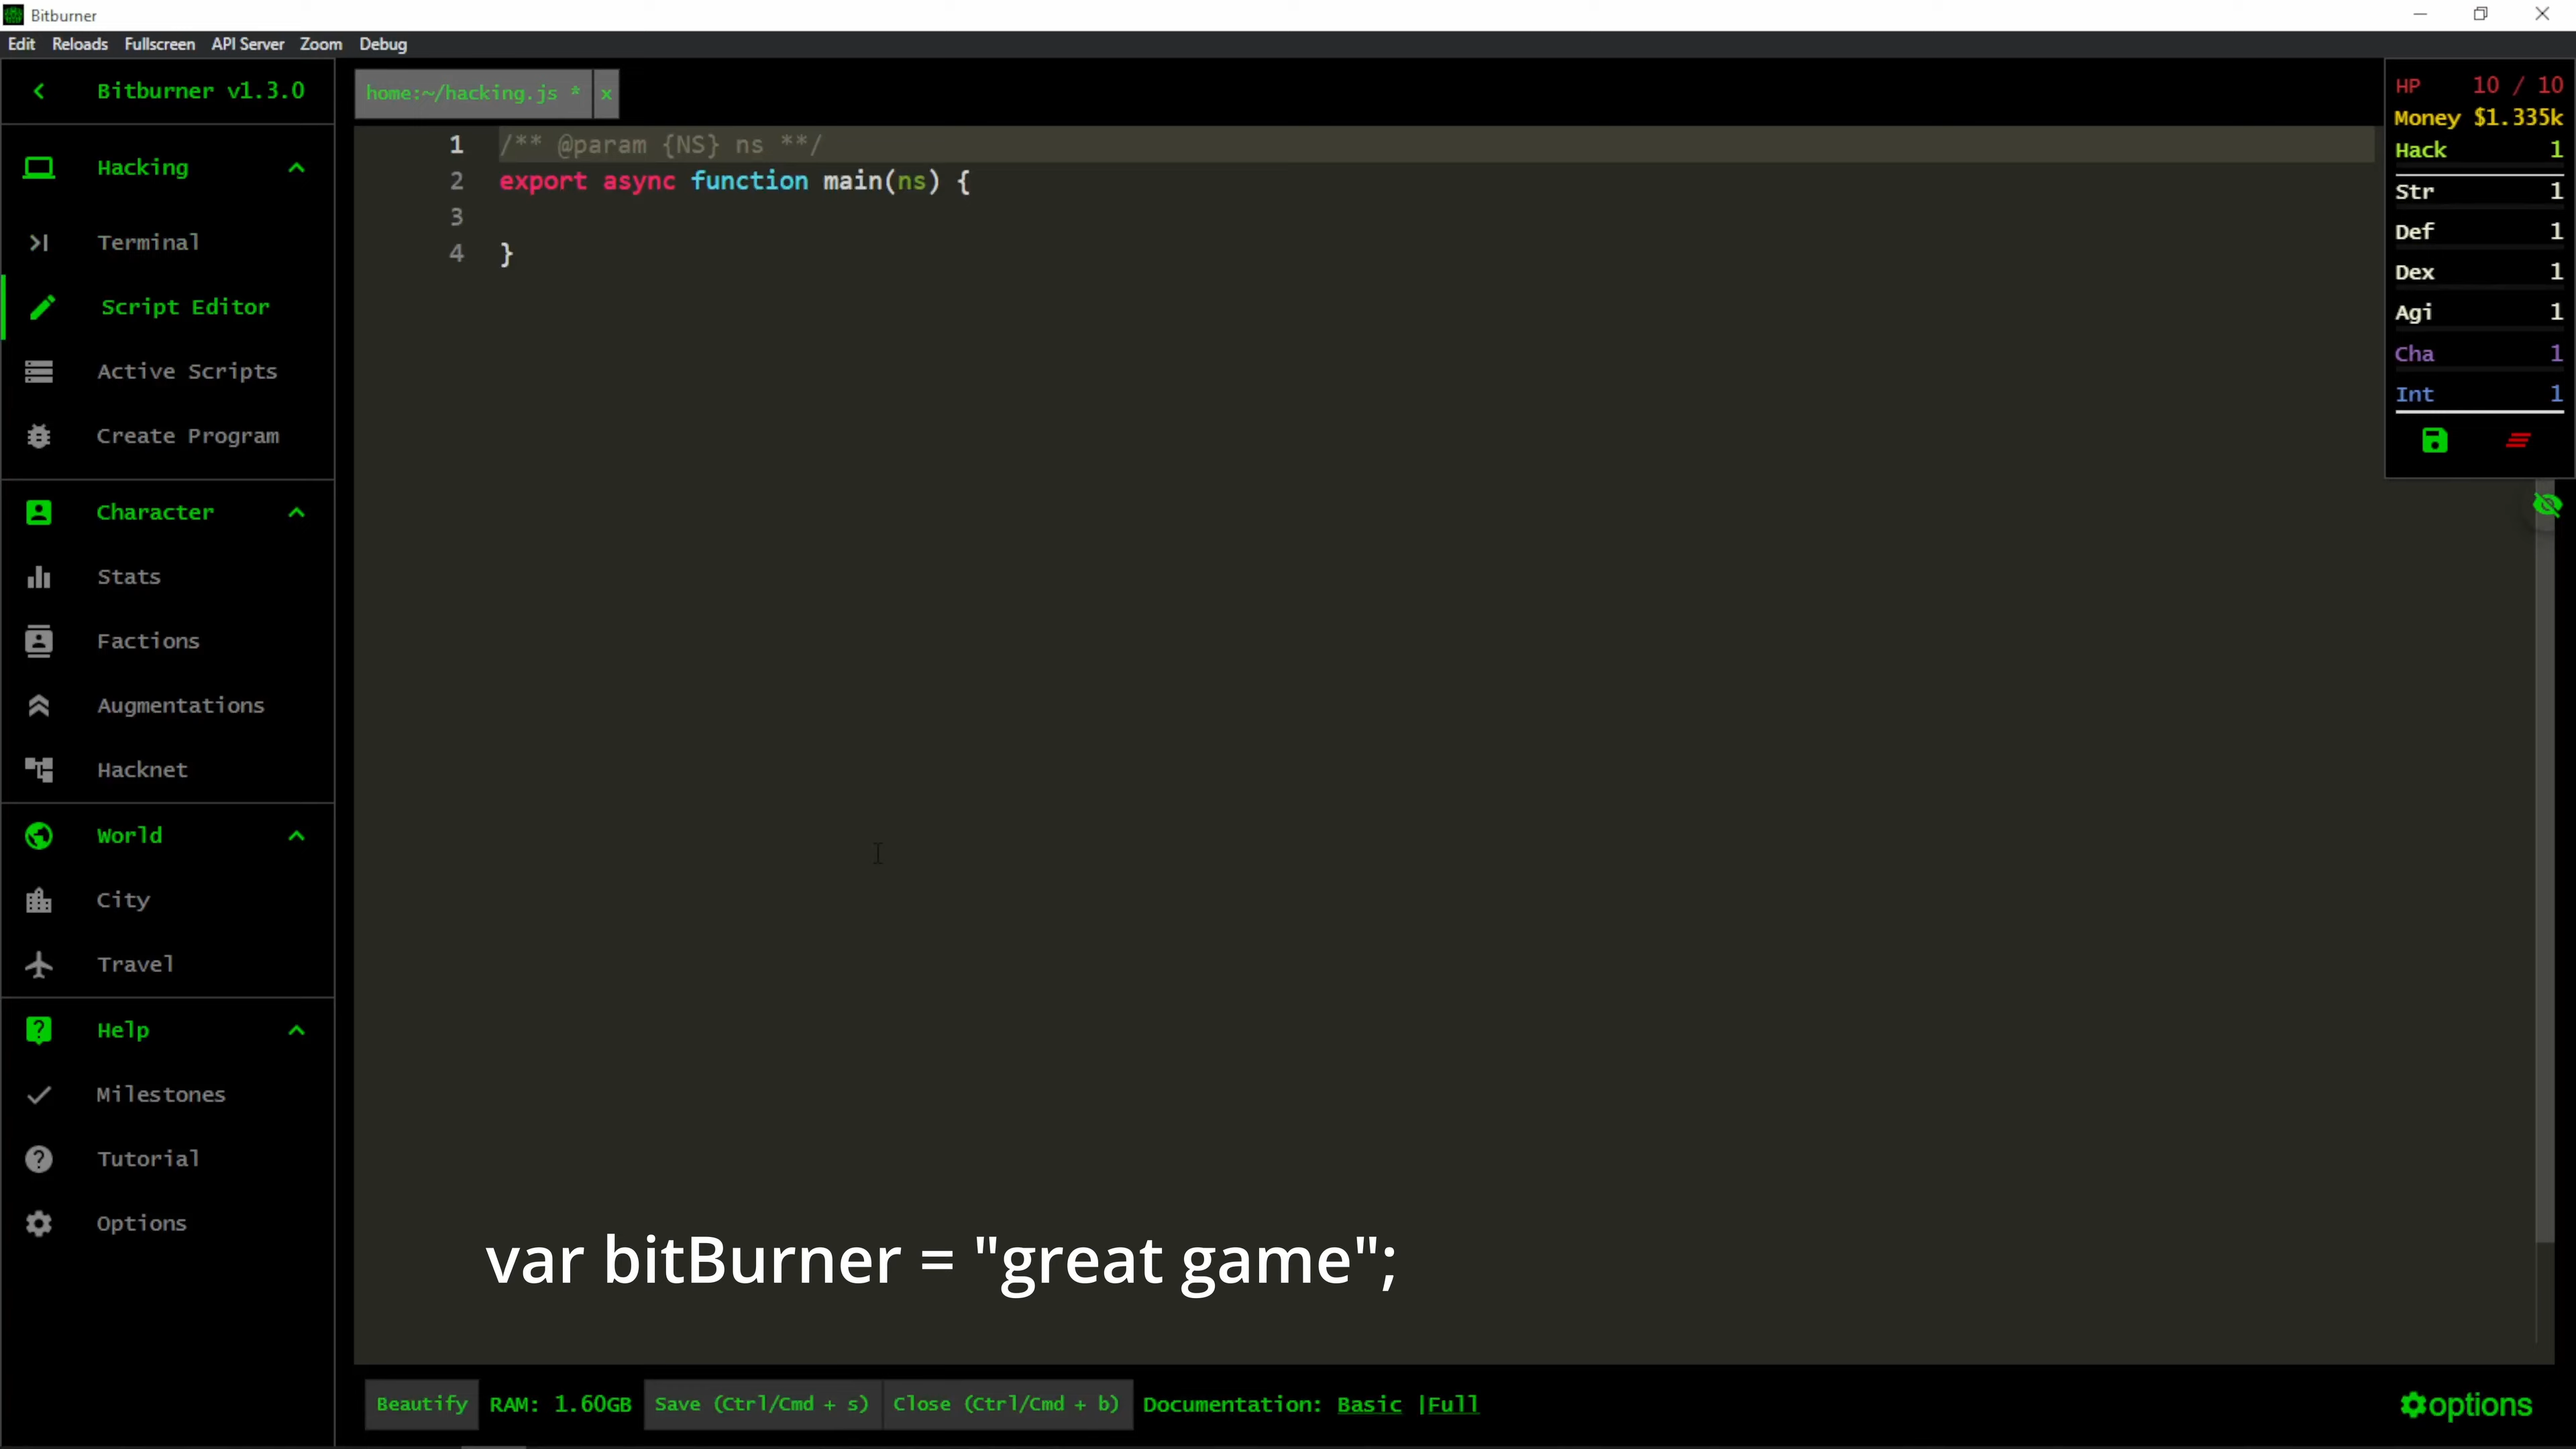 Bitburner
Edit Reloads Fullscreen API Server Zoom Debug
Bitburner v1.3.0
Hacking
Terminal
Script Editor
Active Scripts
Create Program
Character
Stats
Factions
Augmentations
Hacknet
World
City
Travel
Help
Milestones
Tutorial
Options
home:~/hacking.js * x
1 /** @param {NS} ns **/
2 export async function main(ns) {
3
4 }
var bitBurner = "great game";
Beautify RAM: 1.60GB Save (Ctrl/Cmd + s) Close (Ctrl/Cmd + b) Documentation: Basic |Full
options
HP 10 / 10
Money $1.335k
Hack 1
Str 1
Def 1
Dex 1
Agi 1
Cha 1
Int 1